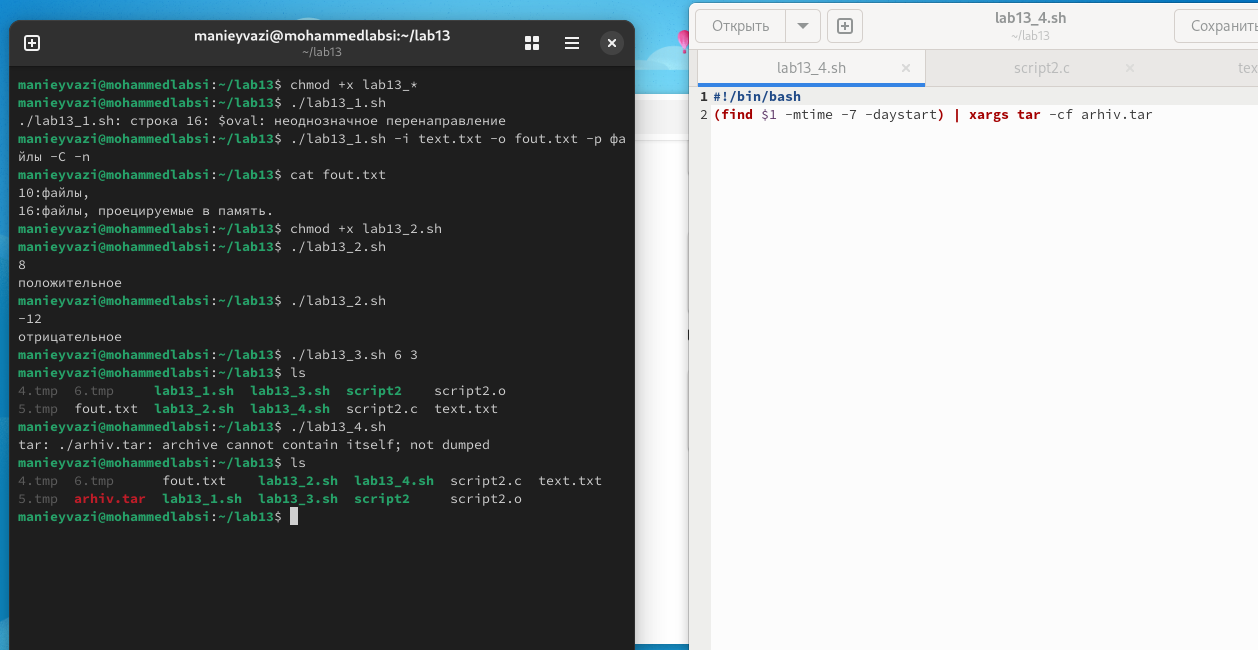 manieyvazi@mohammedlabsi:~/lab13
~/lab13
manieyvazi@mohammedlabsi:~/lab13$ chmod +x lab13_*
manieyvazi@mohammedlabsi:~/lab13$ ./lab13_1.sh
./lab13_1.sh: строка 16: $oval: неоднозначное перенаправление
manieyvazi@mohammedlabsi:~/lab13$ ./lab13_1.sh -i text.txt -o fout.txt -p фа
йлы -C -n
manieyvazi@mohammedlabsi:~/lab13$ cat fout.txt
10:файлы,
16:файлы, проецируемые в память.
manieyvazi@mohammedlabsi:~/lab13$ chmod +x lab13_2.sh
manieyvazi@mohammedlabsi:~/lab13$ ./lab13_2.sh
8
положительное
manieyvazi@mohammedlabsi:~/lab13$ ./lab13_2.sh
-12
отрицательное
manieyvazi@mohammedlabsi:~/lab13$ ./lab13_3.sh 6 3
manieyvazi@mohammedlabsi:~/lab13$ ls
4.tmp 6.tmp lab13_1.sh lab13_3.sh script2 script2.o
5.tmp fout.txt lab13_2.sh lab13_4.sh script2.c text.txt
manieyvazi@mohammedlabsi:~/lab13$ ./lab13_4.sh
tar: ./arhiv.tar: archive cannot contain itself; not dumped
manieyvazi@mohammedlabsi:~/lab13$ ls
4.tmp 6.tmp fout.txt lab13_2.sh lab13_4.sh script2.c text.txt
5.tmp arhiv.tar lab13_1.sh lab13_3.sh script2 script2.o
manieyvazi@mohammedlabsi:~/lab13$
Открыть
lab13_4.sh
~/lab13
lab13_4.sh
script2.c
1 #!/bin/bash
2 (find $1 -mtime -7 -daystart) | xargs tar -cf arhiv.tar